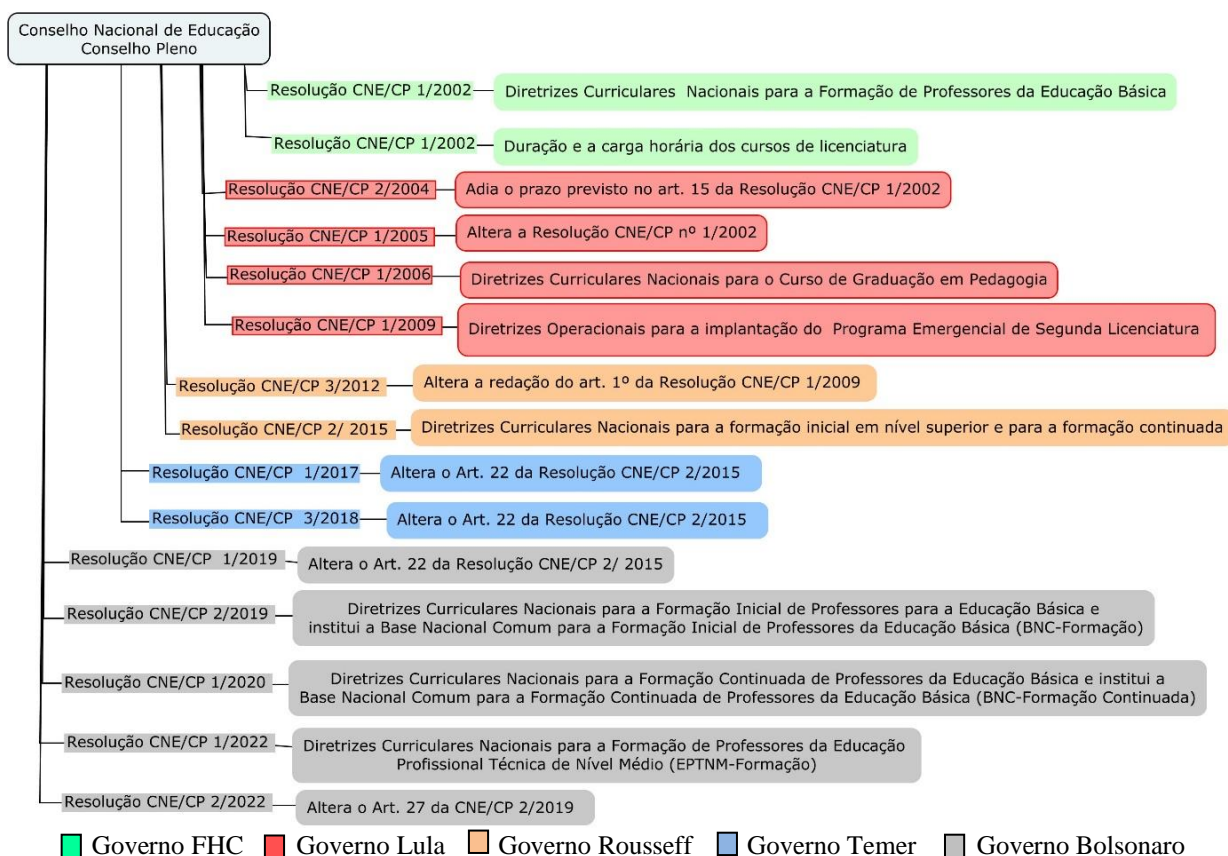 Conselho Nacional de Educação
Conselho Pleno
Resolução CNE/CP 1/2002
Diretrizes Curriculares Nacionais para a Formação de Professores da Educação Básica
Resolução CNE/CP 1/2002
Duração e a carga horária dos cursos de licenciatura
Resolução CNE/CP 2/2004
Adia o prazo previsto no art. 15 da Resolução CNE/CP 1/2002
Resolução CNE/CP 1/2005
Altera a Resolução CNE/CP nº 1/2002
Resolução CNE/CP 1/2006
Diretrizes Curriculares Nacionais para o Curso de Graduação em Pedagogia
Resolução CNE/CP 1/2009
Diretrizes Operacionais para a implantação do Programa Emergencial de Segunda Licenciatura
Resolução CNE/CP 3/2012
Altera a redação do art. 1º da Resolução CNE/CP 1/2009
Resolução CNE/CP 2/ 2015
Diretrizes Curriculares Nacionais para a formação inicial em nível superior e para a formação continuada
Resolução CNE/CP 1/2017
Altera o Art. 22 da Resolução CNE/CP 2/2015
Resolução CNE/CP 3/2018
Altera o Art. 22 da Resolução CNE/CP 2/2015
Resolução CNE/CP 1/2019
Altera o Art. 22 da Resolução CNE/CP 2/ 2015
Resolução CNE/CP 2/2019
Diretrizes Curriculares Nacionais para a Formação Inicial de Professores para a Educação Básica e
institui a Base Nacional Comum para a Formação Inicial de Professores da Educação Básica (BNC-Formação)
Resolução CNE/CP 1/2020
Diretrizes Curriculares Nacionais para a Formação Continuada de Professores da Educação Básica e institui a
Base Nacional Comum para a Formação Continuada de Professores da Educação Básica (BNC-Formação Continuada)
Resolução CNE/CP 1/2022
Diretrizes Curriculares Nacionais para a Formação de Professores da Educação
Profissional Técnica de Nível Médio (EPTNM-Formação)
Resolução CNE/CP 2/2022
Altera o Art. 27 da CNE/CP 2/2019
Governo FHC Governo Lula Governo Rousseff Governo Temer Governo Bolsonaro